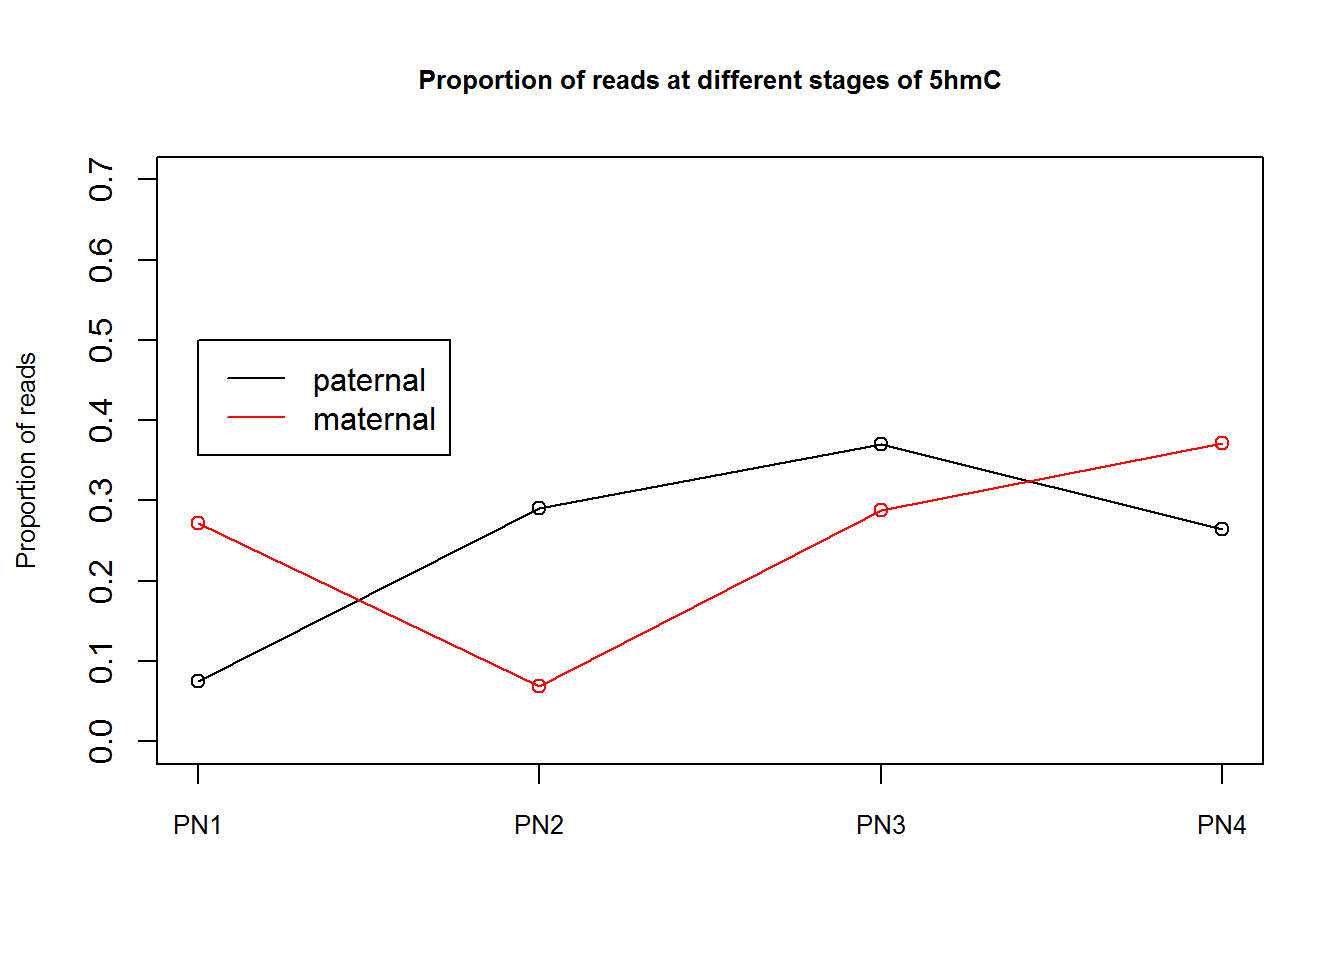 Proportion of reads at different stages of 5hmC
Proportion of reads
0.7
0.6
0.5
0.4
0.3
0.2
0.1
0.0
paternal
maternal
PN1 PN2 PN3 PN4